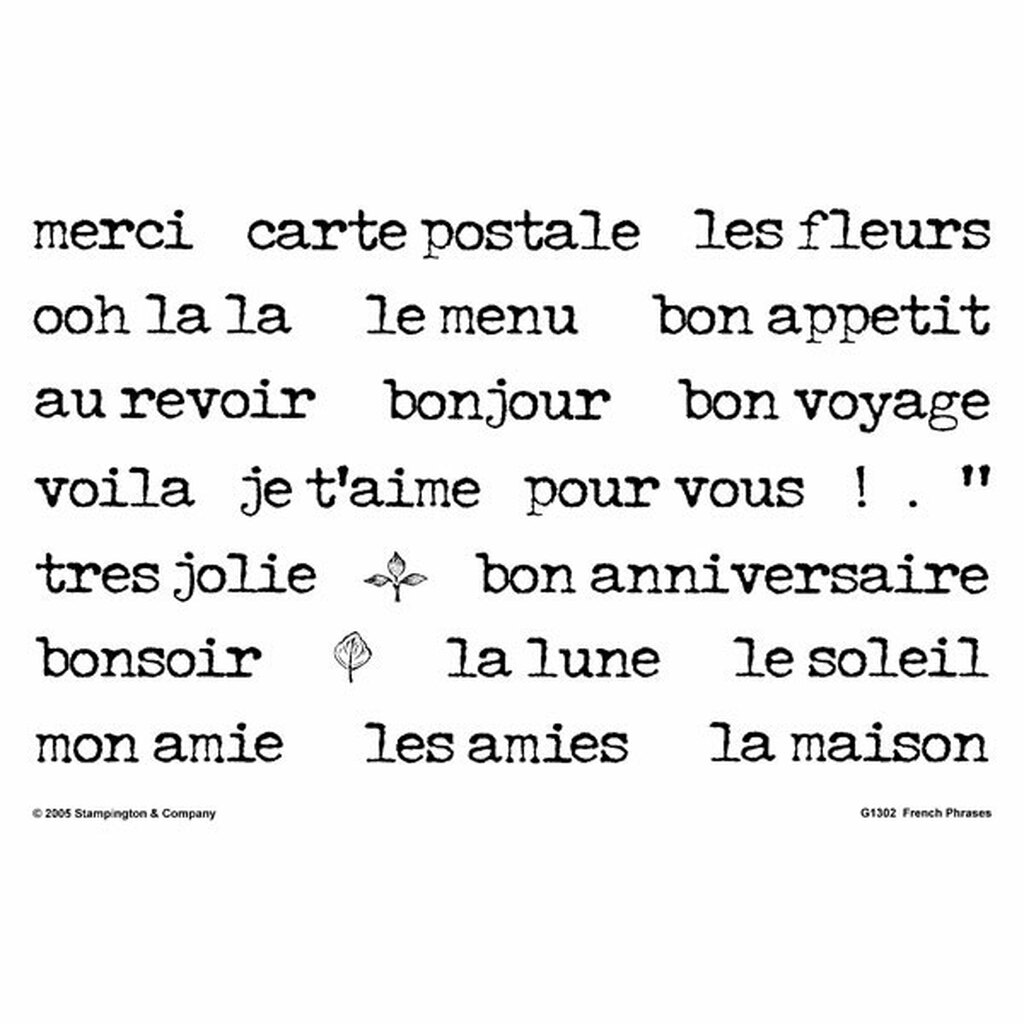 merci carte postale les fleurs
ooh la la le menu bon appetit
au revoir bonjour bon voyage
voila je t'aime pour vous ! . "
tres jolie bon anniversaire
bonsoir la lune le soleil
mon amie les amies la maison
© 2005 Stampington & Company G1302 French Phrases